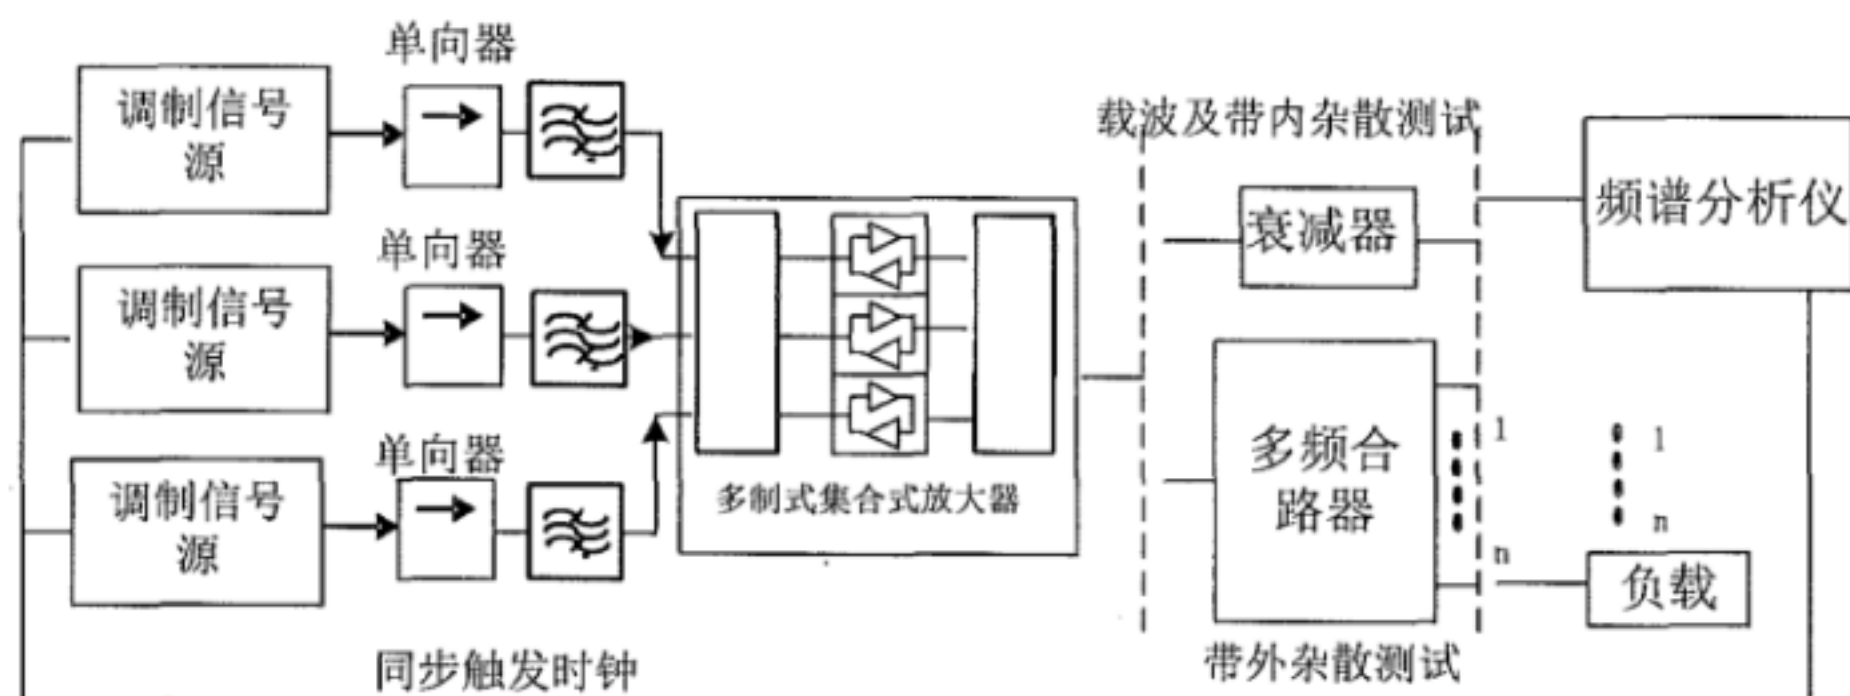 单向器
调制信号
源
载波及带内杂散测试
频谱分析仪
衰减器
单向器
调制信号
源
多频合
路器
1
n
1
n
单向器
调制信号
源
多制式集合式放大器
负载
同步触发时钟
带外杂散测试